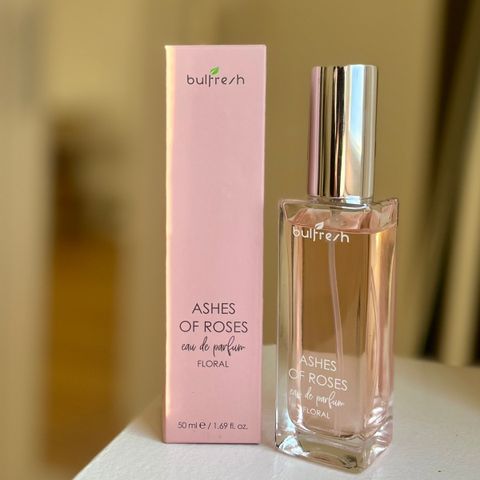 bulfresh
ASHES
OF ROSES
eau de parfum
FLORAL
50 ml e / 1.69 fl. oz.
bulfresh
ASHES
OF ROSES
eau de parfum
FLORAL